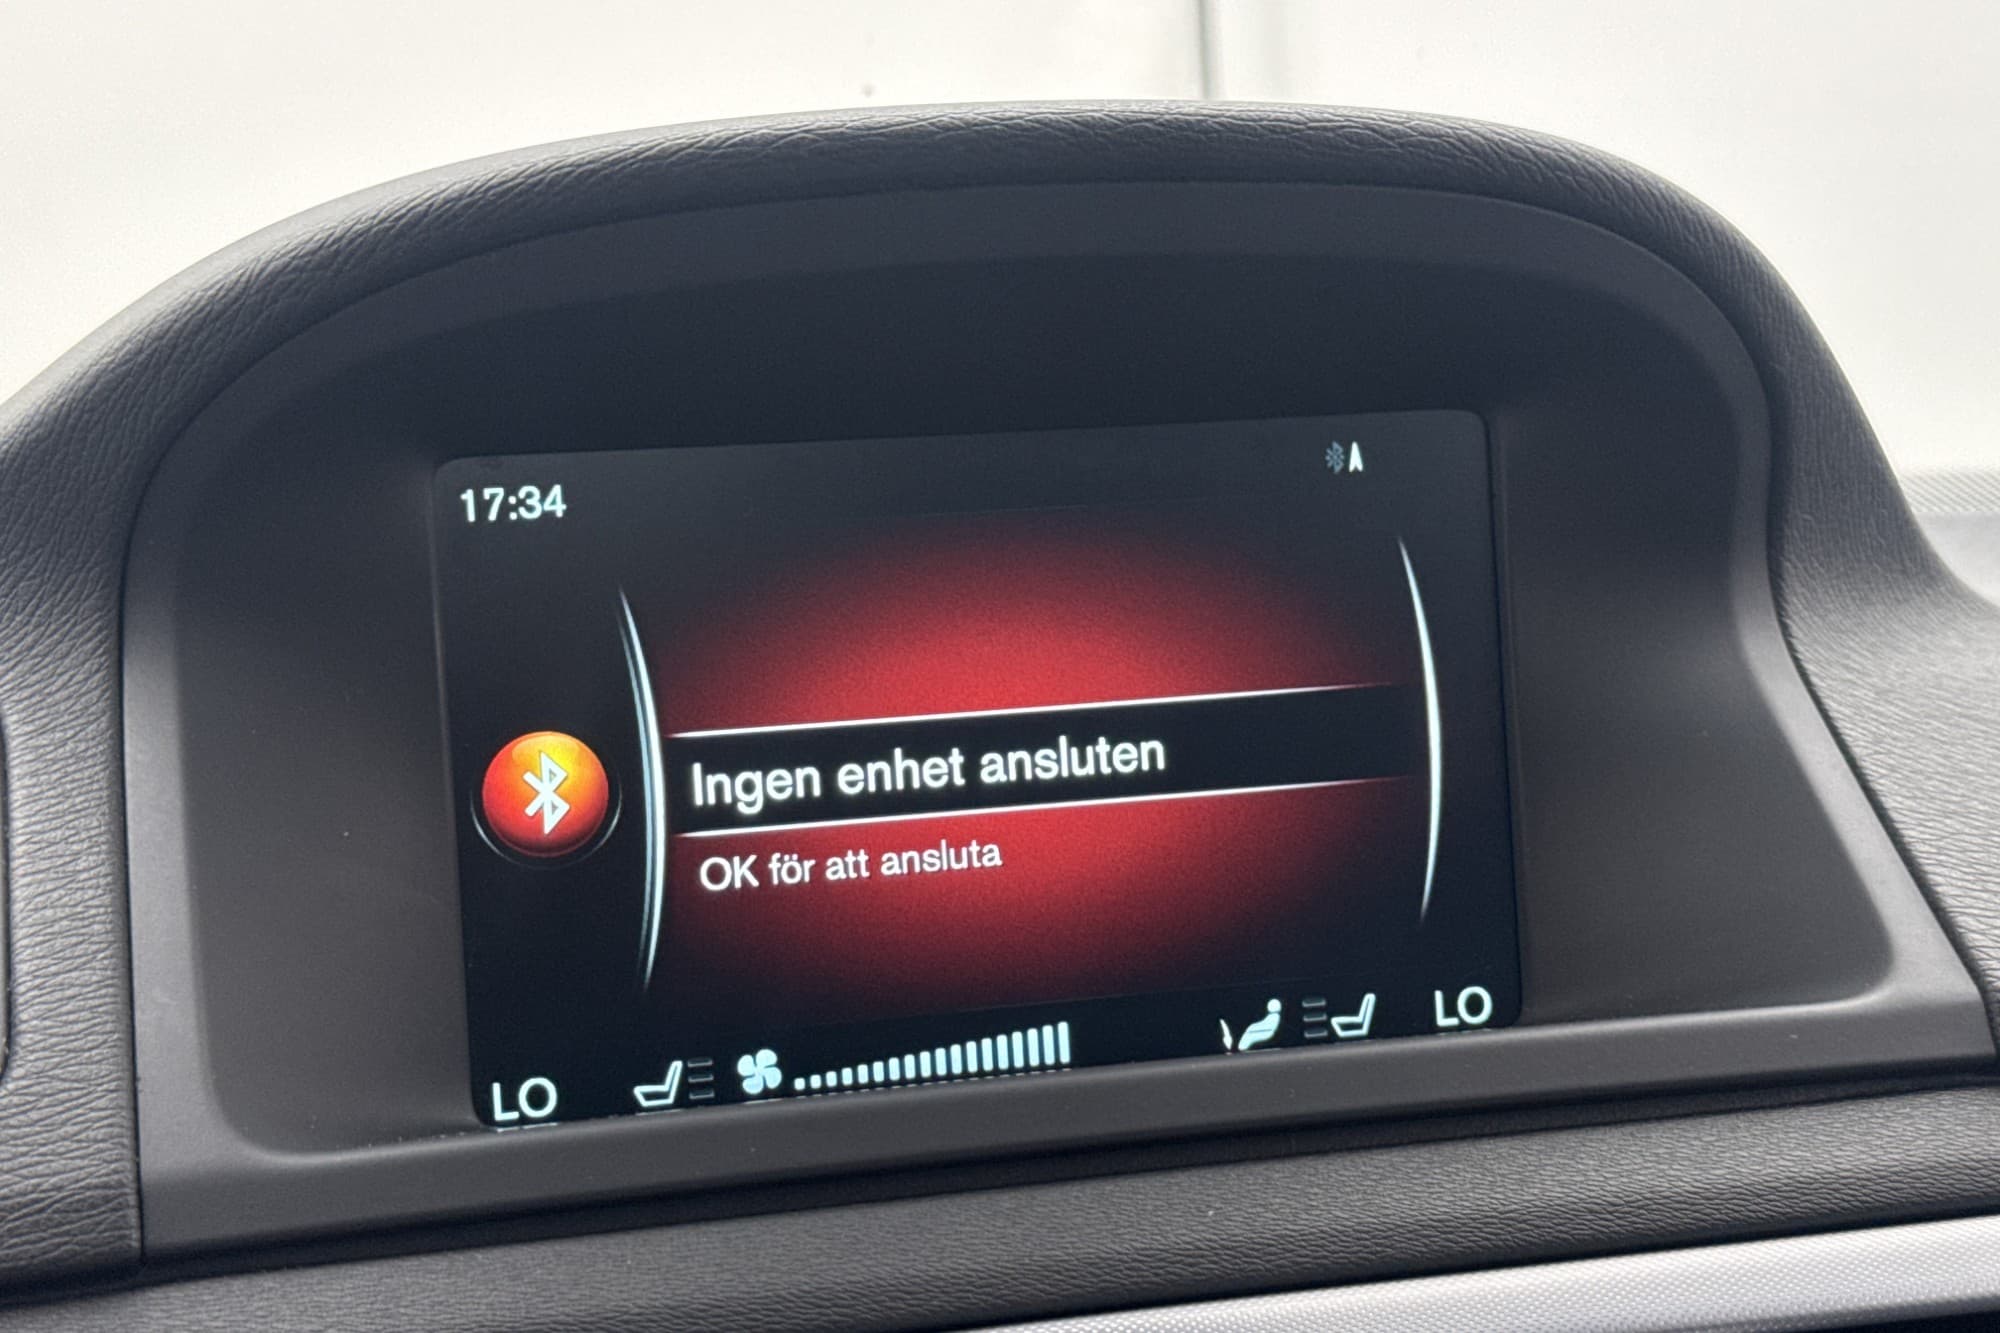 17:34
A
Ingen enhet ansluten
OK för att ansluta
LO
LO